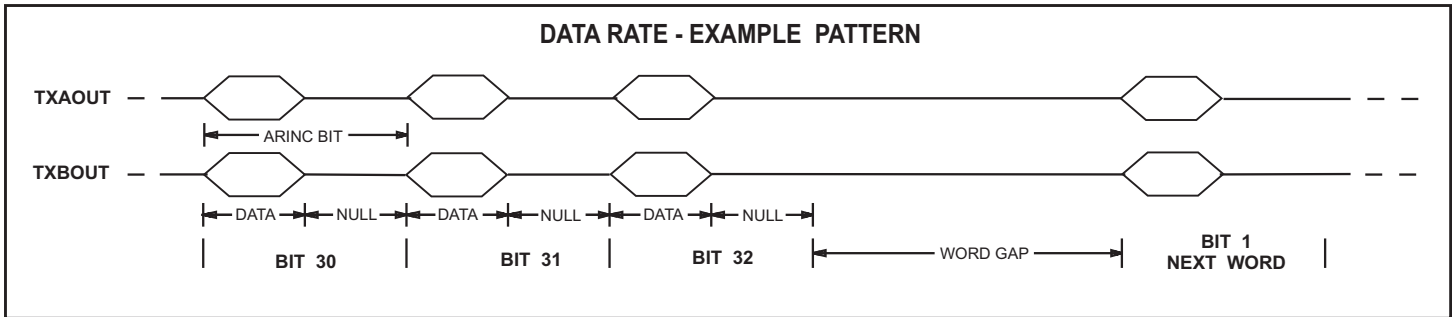 DATA RATE - EXAMPLE PATTERN
TXAOUT
ARINC BIT
TXBOUT
DATA NULL DATA NULL DATA NULL
BIT 30 BIT 31 BIT 32 WORD GAP BIT 1
NEXT WORD